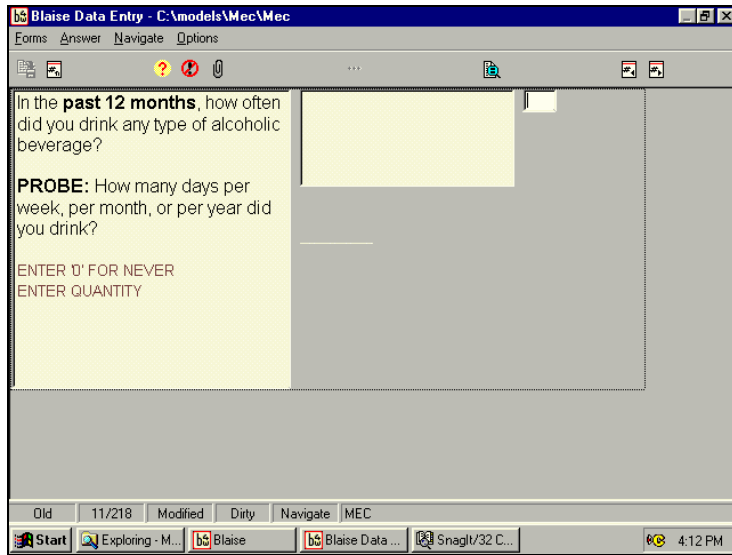 Blaise Data Entry - C:\models\Mec\Mec
Forms Answer Navigate Options
In the past 12 months, how often
did you drink any type of alcoholic
beverage?
PROBE: How many days per
week, per month, or per year did
you drink?
ENTER '0' FOR NEVER
ENTER QUANTITY
Old 11/218 Modified Dirty Navigate MEC
Start Exploring - M... Blaise Blaise Data ... SnagIt/32 C... 4:12 PM